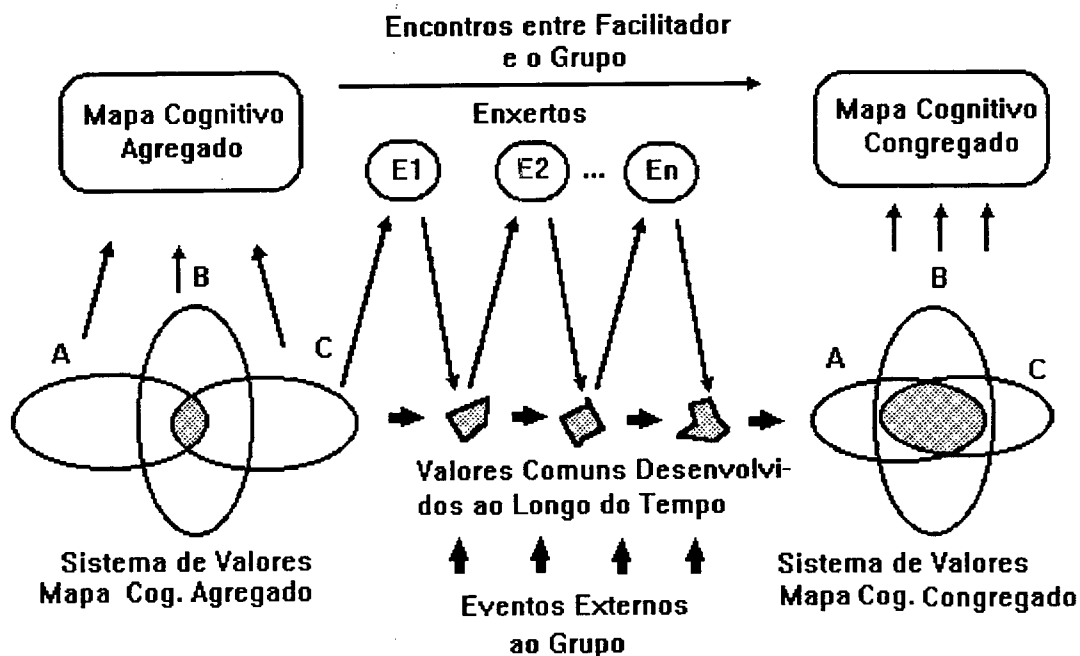 Encontros entre Facilitador
e o Grupo
Mapa Cognitivo
Agregado
Enxertos
Mapa Cognitivo
Congregado
E1
E2
...
En
B
A
C
B
A
C
Valores Comuns Desenvolvi-
dos ao Longo do Tempo
Sistema de Valores
Mapa Cog. Agregado
Eventos Externos
ao Grupo
Sistema de Valores
Mapa Cog. Congregado